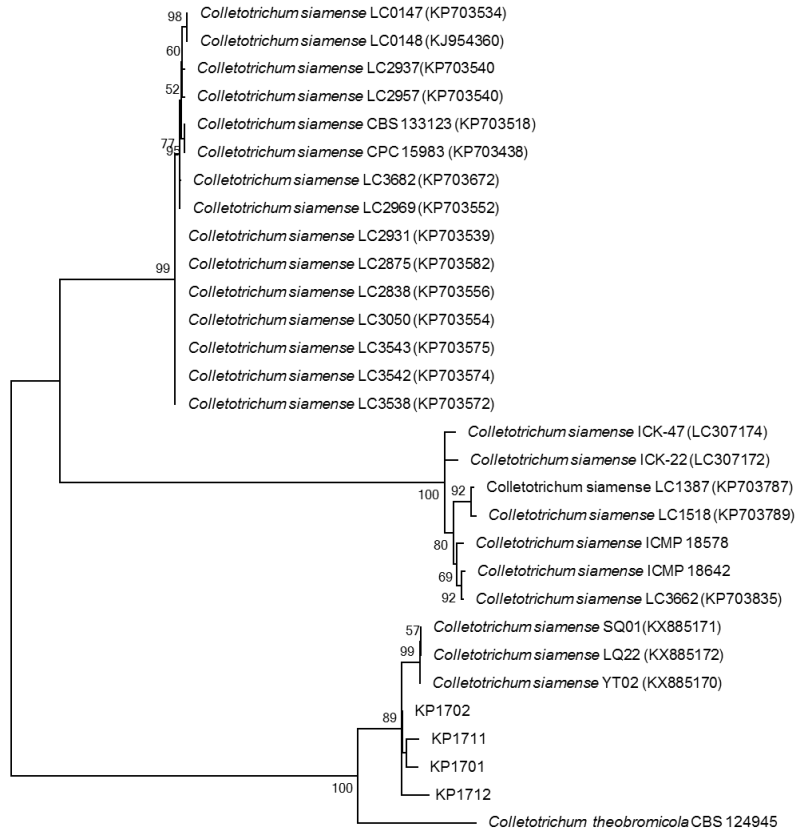 98
Colletotrichum siamense LC0147 (KP703534)
Colletotrichum siamense LC0148 (KJ954360)
60
Colletotrichum siamense LC2937(KP703540
52
Colletotrichum siamense LC2957 (KP703540)
Colletotrichum siamense CBS 133123 (KP703518)
77
95
Colletotrichum siamense CPC 15983 (KP703438)
Colletotrichum siamense LC3682 (KP703672)
Colletotrichum siamense LC2969 (KP703552)
Colletotrichum siamense LC2931 (KP703539)
99
Colletotrichum siamense LC2875 (KP703582)
Colletotrichum siamense LC2838 (KP703556)
Colletotrichum siamense LC3050 (KP703554)
Colletotrichum siamense LC3543 (KP703575)
Colletotrichum siamense LC3542 (KP703574)
Colletotrichum siamense LC3538 (KP703572)
Colletotrichum siamense ICK-47 (LC307174)
Colletotrichum siamense ICK-22 (LC307172)
100
92
Colletotrichum siamense LC1387 (KP703787)
Colletotrichum siamense LC1518 (KP703789)
80
Colletotrichum siamense ICMP 18578
69
Colletotrichum siamense ICMP 18642
92
Colletotrichum siamense LC3662 (KP703835)
57
Colletotrichum siamense SQ01(KX885171)
99
Colletotrichum siamense LQ22 (KX885172)
Colletotrichum siamense YT02 (KX885170)
89
KP1702
KP1711
KP1701
100
KP1712
Colletotrichum theobromicola CBS 124945